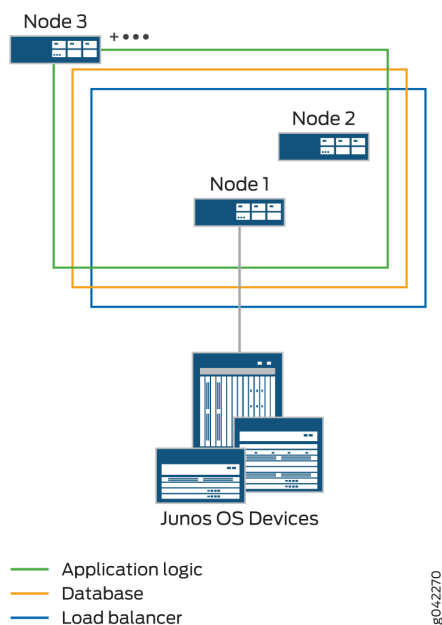 Node 3
+•••
Node 2
Node 1
Junos OS Devices
Application logic
Database
Load balancer
g042270